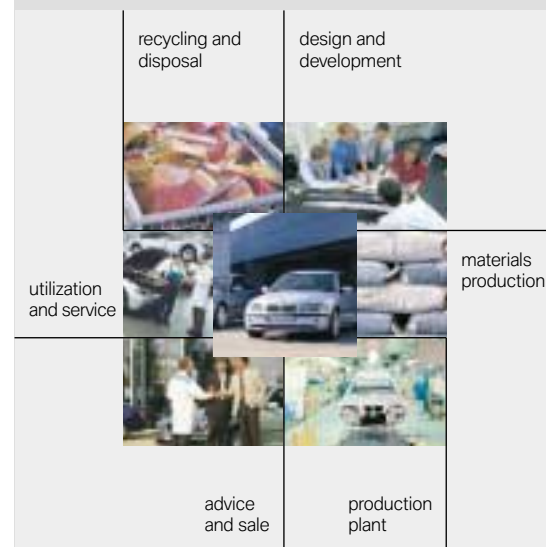 recycling and
disposal
design and
development
materials
production
utilization
and service
advice
and sale
production
plant